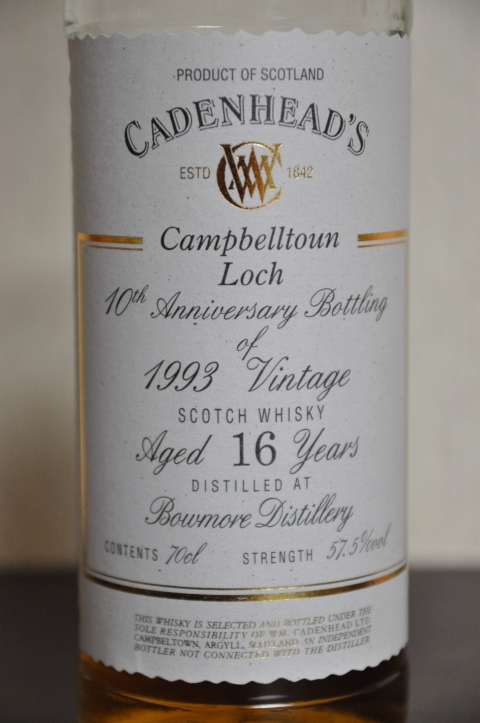 PRODUCT OF SCOTLAND
CADENHEAD'S
ESTD WMC 1842
Campbelltoun
Loch
10th Anniversary Bottling
of
1993 Vintage
SCOTCH WHISKY
Aged 16 Years
DISTILLED AT
Bowmore Distillery
CONTENTS 70cl STRENGTH 57.5%vol
THIS WHISKY IS SELECTED AND BOTTLED UNDER THE
SOLE RESPONSIBILITY OF WM. CADENHEAD LTD.
CAMPBELTOWN, ARGYLL, SCOTLAND AN INDEPENDENT
BOTTLER NOT CONNECTED WITH THE DISTILLER